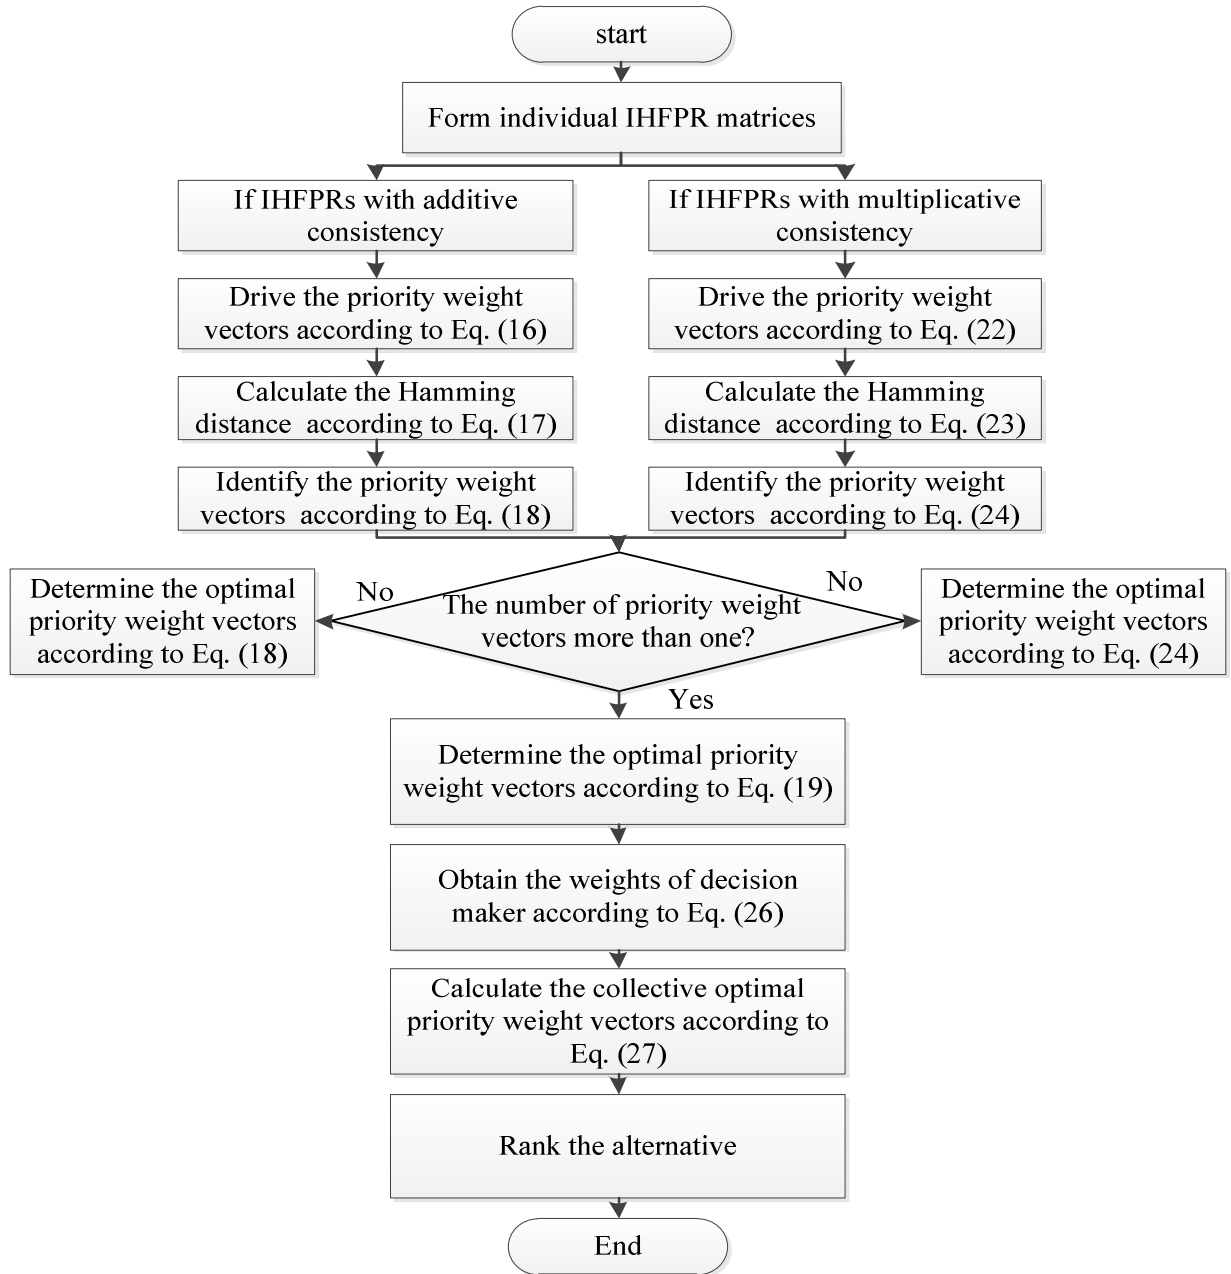 start
Form individual IHFPR matrices
If IHFPRs with additive
consistency
If IHFPRs with multiplicative
consistency
Drive the priority weight
vectors according to Eq. (16)
Drive the priority weight
vectors according to Eq. (22)
Calculate the Hamming
distance  according to Eq. (17)
Calculate the Hamming
distance  according to Eq. (23)
Identify the priority weight
vectors  according to Eq. (18)
Identify the priority weight
vectors  according to Eq. (24)
Determine the optimal
priority weight vectors
according to Eq. (18)
No
The number of priority weight
vectors more than one?
No
Determine the optimal
priority weight vectors
according to Eq. (24)
Yes
Determine the optimal priority
weight vectors according to Eq. (19)
Obtain the weights of decision
maker according to Eq. (26)
Calculate the collective optimal
priority weight vectors according to
Eq. (27)
Rank the alternative
End